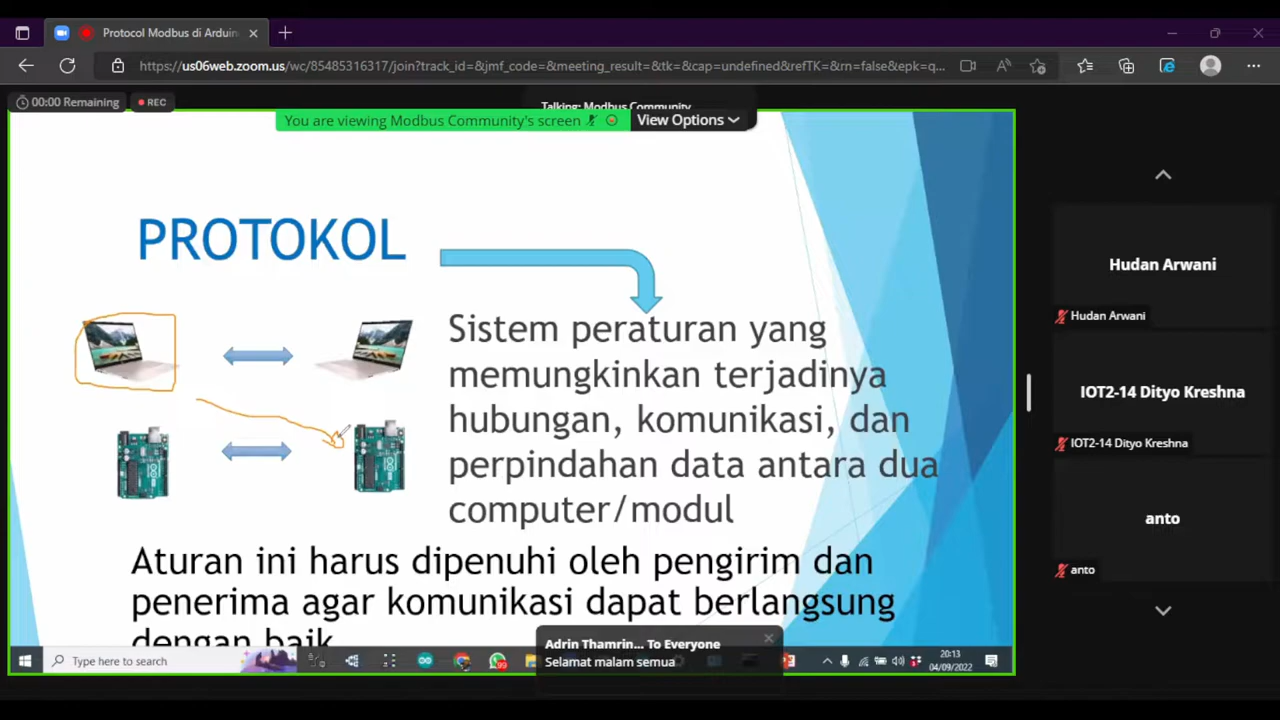 Protocol Modbus di Arduin
https://us06web.zoom.us/wc/85485316317/join?track_id=&jmf_code=&meeting_result=&tk=&cap=undefined&refTK=&rn=false&epk=q...
00:00 Remaining
REC
Talking: Modbus Community
You are viewing Modbus Community's screen
View Options
PROTOKOL
Sistem peraturan yang
memungkinkan terjadinya
hubungan, komunikasi, dan
perpindahan data antara dua
computer/modul
Aturan ini harus dipenuhi oleh pengirim dan
penerima agar komunikasi dapat berlangsung
dengan baik
Hudan Arwani
Hudan Arwani
IOT2-14 Dityo Kreshna
IOT2-14 Dityo Kreshna
anto
anto
Adrin Thamrin... To Everyone
Selamat malam semua
Type here to search
99
20:13
04/09/2022